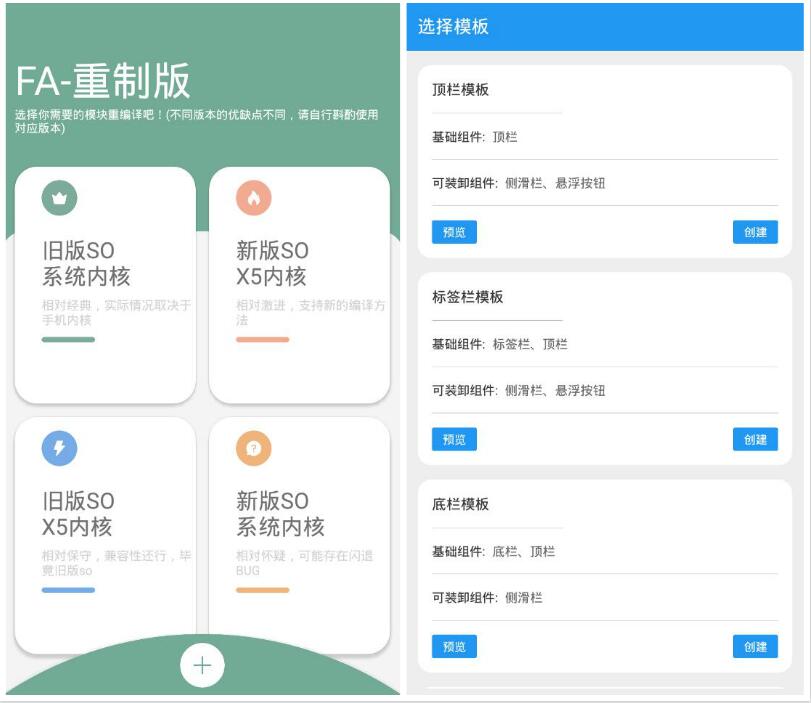 FA-重制版
选择你需要的模块重编译吧！(不同版本的优缺点不同，请自行斟酌使用
对应版本)
旧版SO
系统内核
相对经典，实际情况取决于
手机内核
新版SO
X5内核
相对激进，支持新的编译方
法
旧版SO
X5内核
相对保守，兼容性还行，毕
竟旧版so
?
新版SO
系统内核
相对怀疑，可能存在闪退
BUG
选择模板
顶栏模板
基础组件: 顶栏
可装卸组件: 侧滑栏、悬浮按钮
预览
创建
标签栏模板
基础组件: 标签栏、顶栏
可装卸组件: 侧滑栏、悬浮按钮
预览
创建
底栏模板
基础组件: 底栏、顶栏
可装卸组件: 侧滑栏
预览
创建